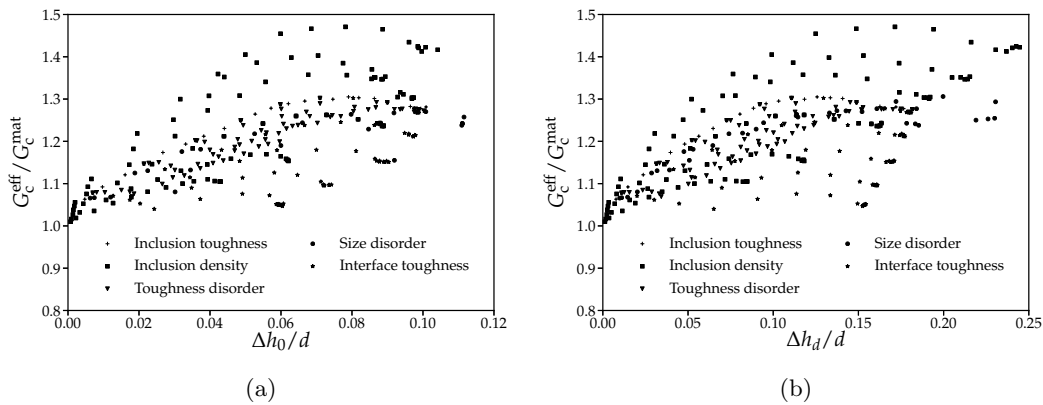 1.5
1.4
1.3
1.2
1.1
1.0
0.9
0.8
G_c^eff / G_c^mat
Inclusion toughness
Inclusion density
Toughness disorder
Size disorder
Interface toughness
0.00 0.02 0.04 0.06 0.08 0.10 0.12
Δh_0/d
(a)
1.5
1.4
1.3
1.2
1.1
1.0
0.9
0.8
G_c^eff / G_c^mat
Inclusion toughness
Inclusion density
Toughness disorder
Size disorder
Interface toughness
0.00 0.05 0.10 0.15 0.20 0.25
Δh_d/d
(b)